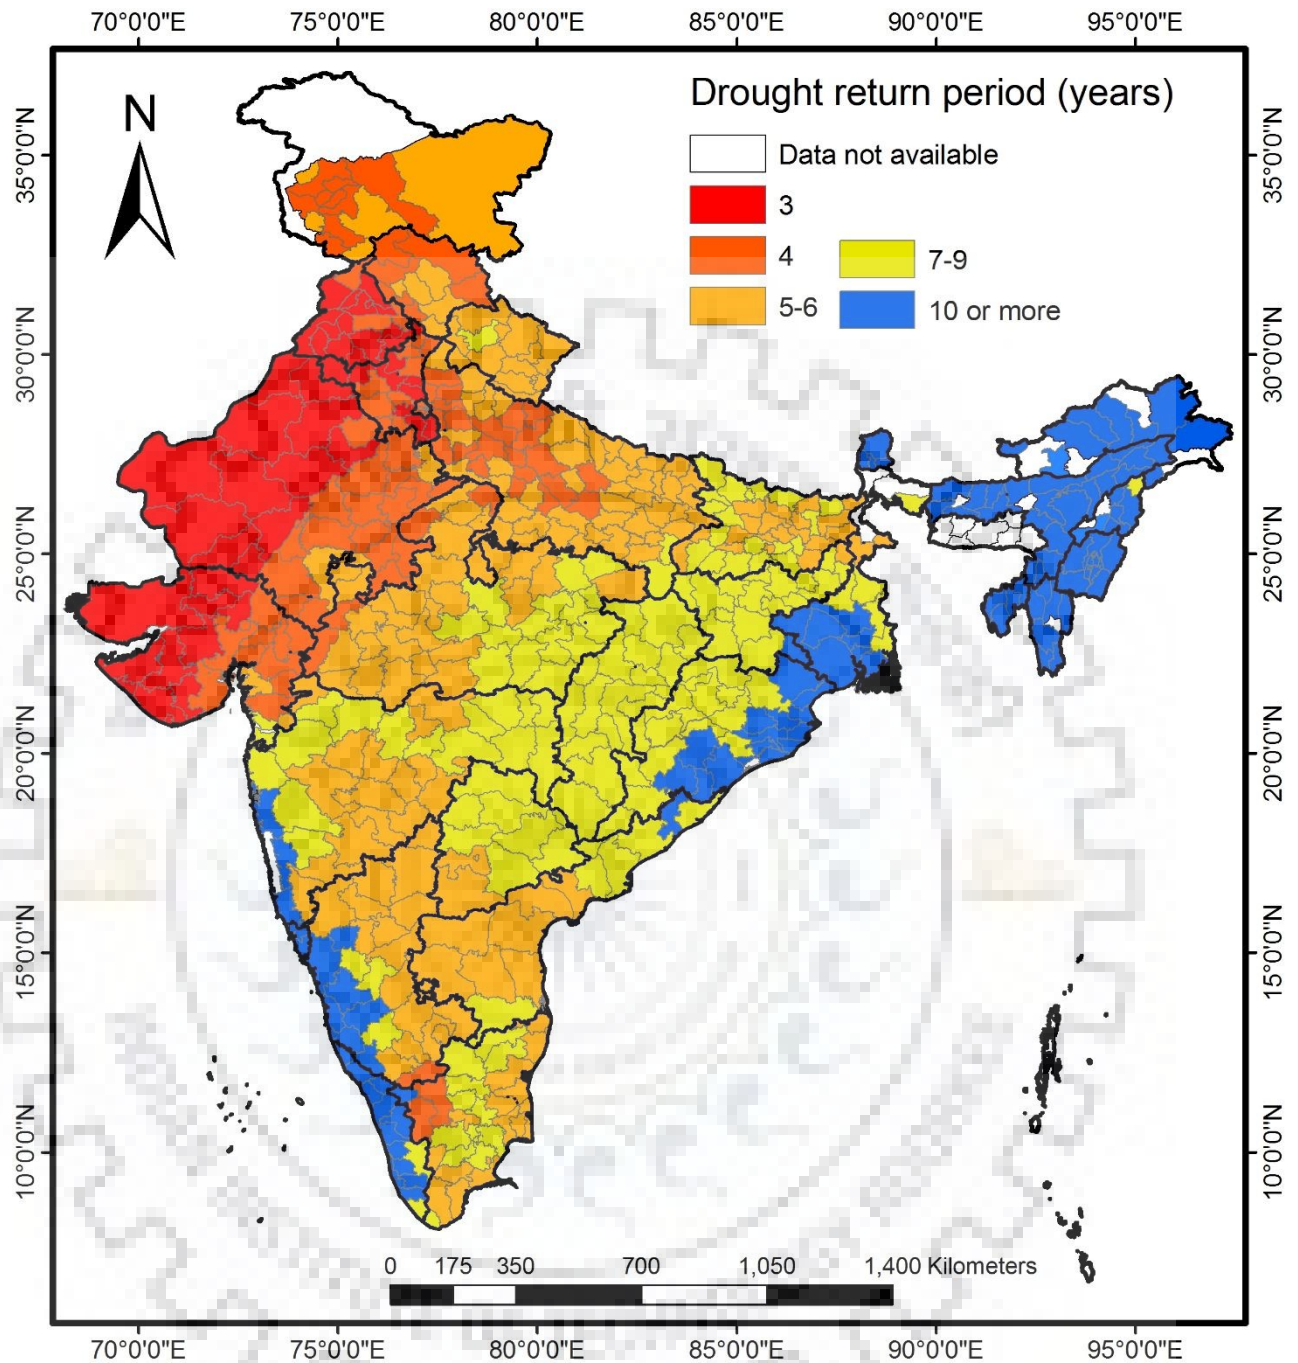 70°0'0"E 75°0'0"E 80°0'0"E 85°0'0"E 90°0'0"E 95°0'0"E
N
Drought return period (years)
Data not available
3
4
5-6
7-9
10 or more
35°0'0"N
30°0'0"N
25°0'0"N
20°0'0"N
15°0'0"N
10°0'0"N
35°0'0"N
30°0'0"N
25°0'0"N
20°0'0"N
15°0'0"N
10°0'0"N
0 175 350 700 1,050 1,400 Kilometers
70°0'0"E 75°0'0"E 80°0'0"E 85°0'0"E 90°0'0"E 95°0'0"E